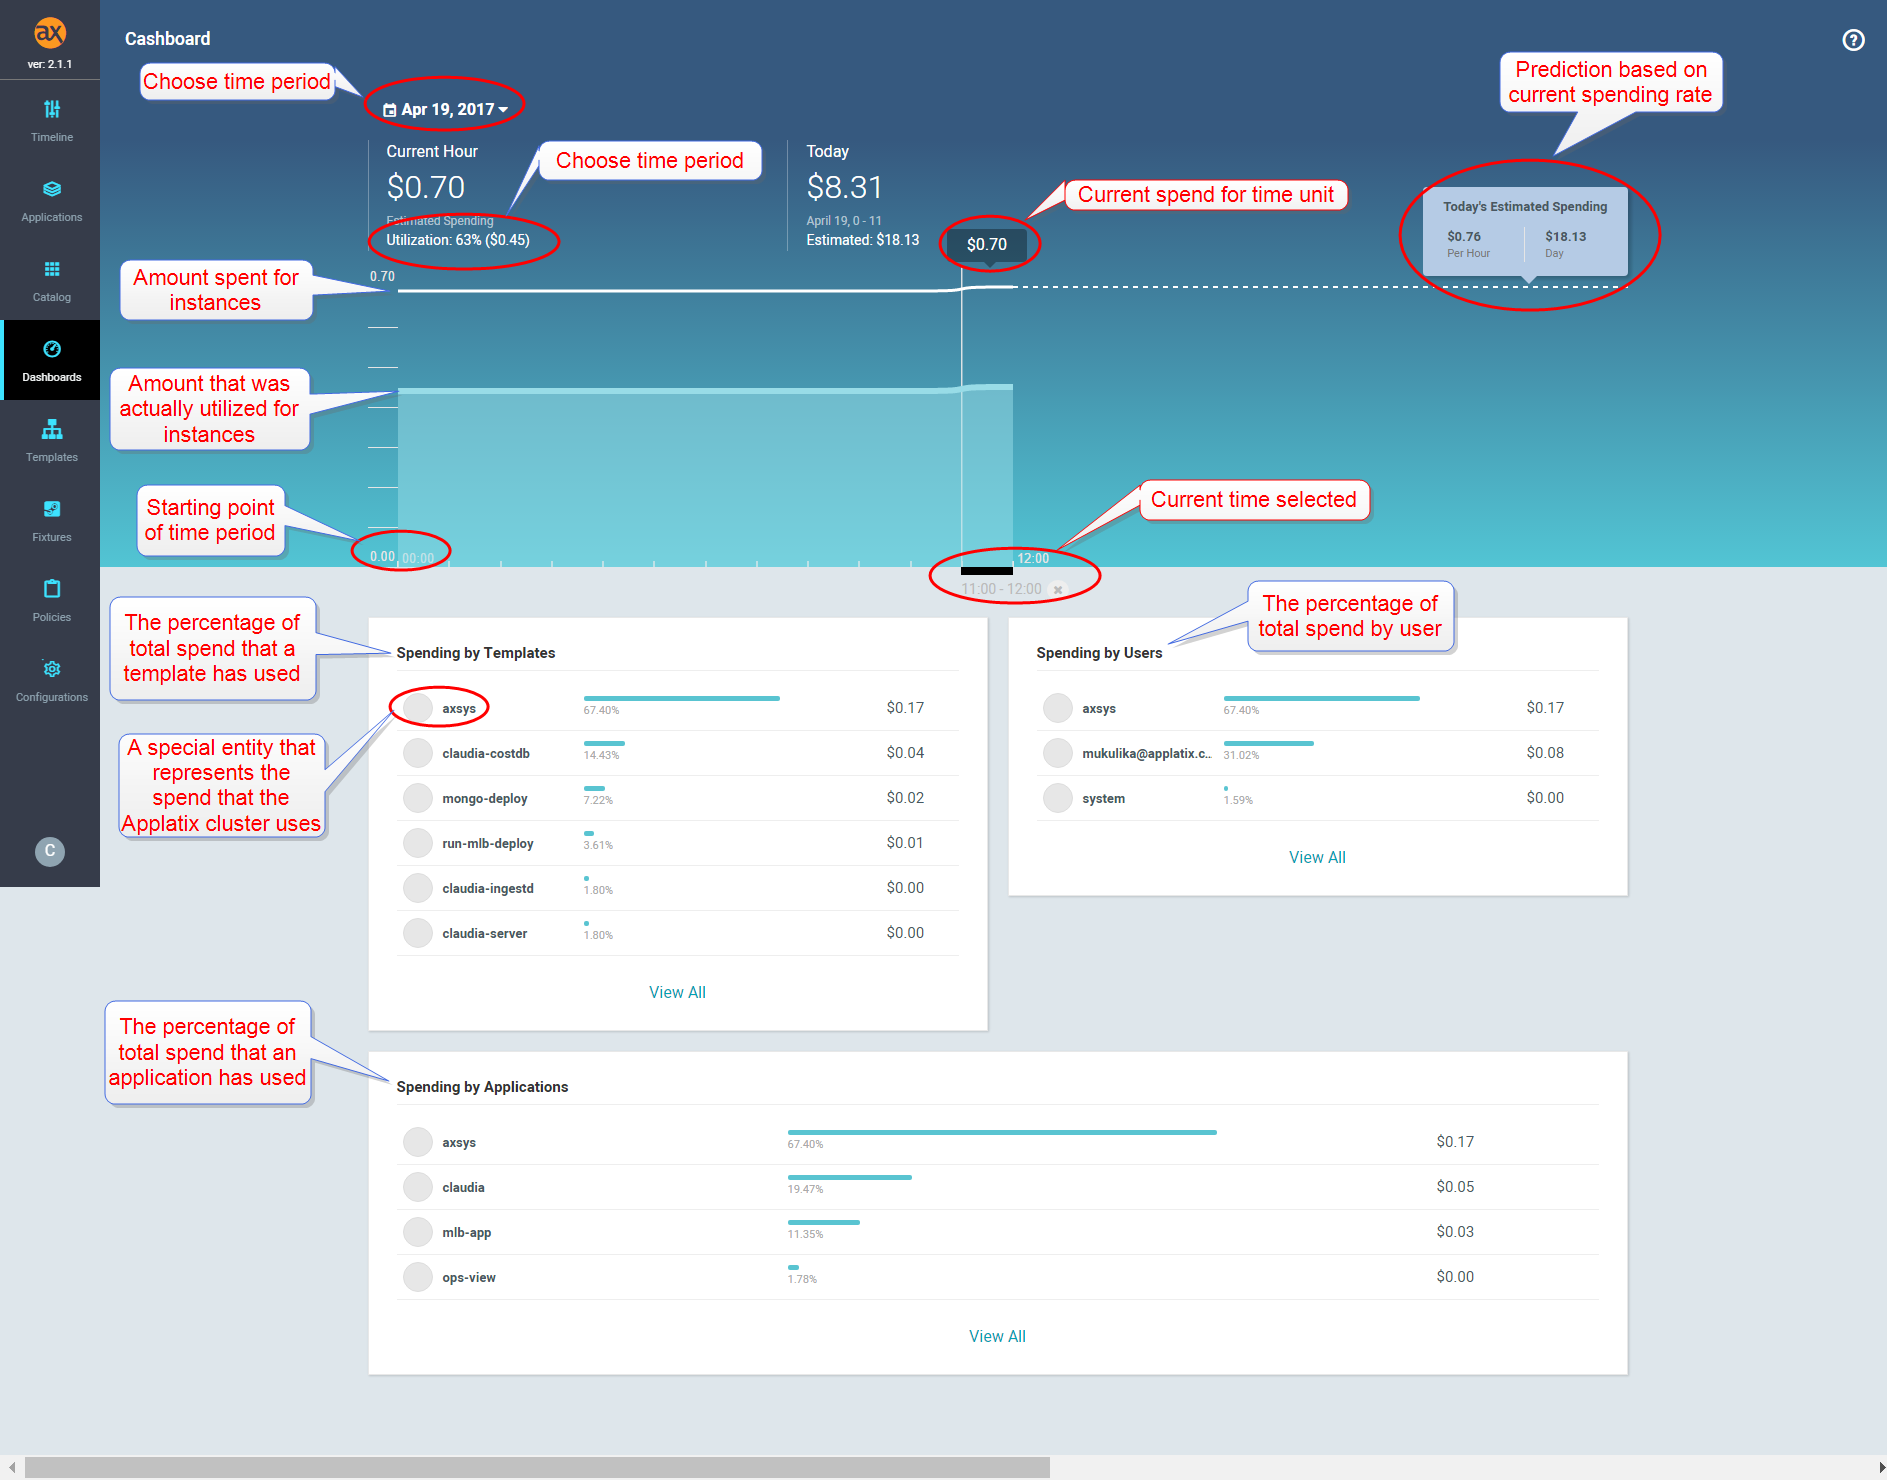 ax
ver: 2.1.1
Timeline
Applications
Catalog
Dashboards
Templates
Fixtures
Policies
Configurations
C
Cashboard
Choose time period
Apr 19, 2017
Current Hour
$0.70
Estimated Spending
Utilization: 63% ($0.45)
Choose time period
Today
$8.31
April 19, 0 - 11
Estimated: $18.13
Current spend for time unit
$0.70
Prediction based on
current spending rate
Today's Estimated Spending
$0.76
Per Hour
$18.13
Day
0.70
Amount spent for
instances
Amount that was
actually utilized for
instances
Starting point
of time period
0.00
00:00
Current time selected
12:00
11:00 - 12:00
The percentage of
total spend that a
template has used
Spending by Templates
axsys
67.40%
$0.17
claudia-costdb
14.43%
$0.04
mongo-deploy
7.22%
$0.02
run-mlb-deploy
3.61%
$0.01
claudia-ingestd
1.80%
$0.00
claudia-server
1.80%
$0.00
View All
A special entity that
represents the
spend that the
Applatix cluster uses
The percentage of
total spend by user
Spending by Users
axsys
67.40%
$0.17
mukulika@applatix.c...
31.02%
$0.08
system
1.59%
$0.00
View All
The percentage of
total spend that an
application has used
Spending by Applications
axsys
67.40%
$0.17
claudia
19.47%
$0.05
mlb-app
11.35%
$0.03
ops-view
1.78%
$0.00
View All